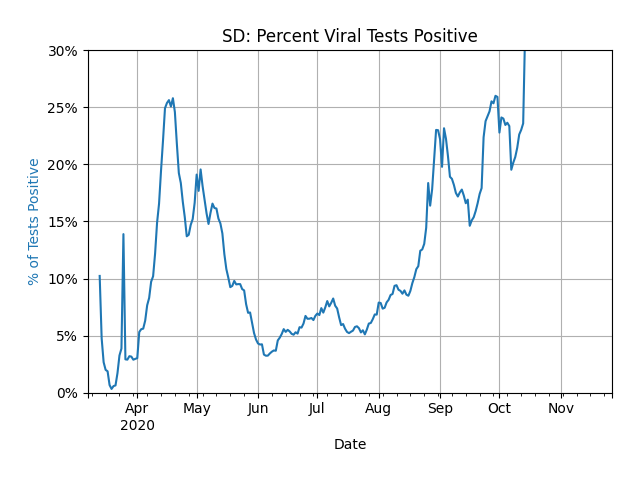 SD: Percent Viral Tests Positive
30%
25%
20%
15%
10%
5%
0%
% of Tests Positive
Apr May Jun Jul Aug Sep Oct Nov
2020
Date